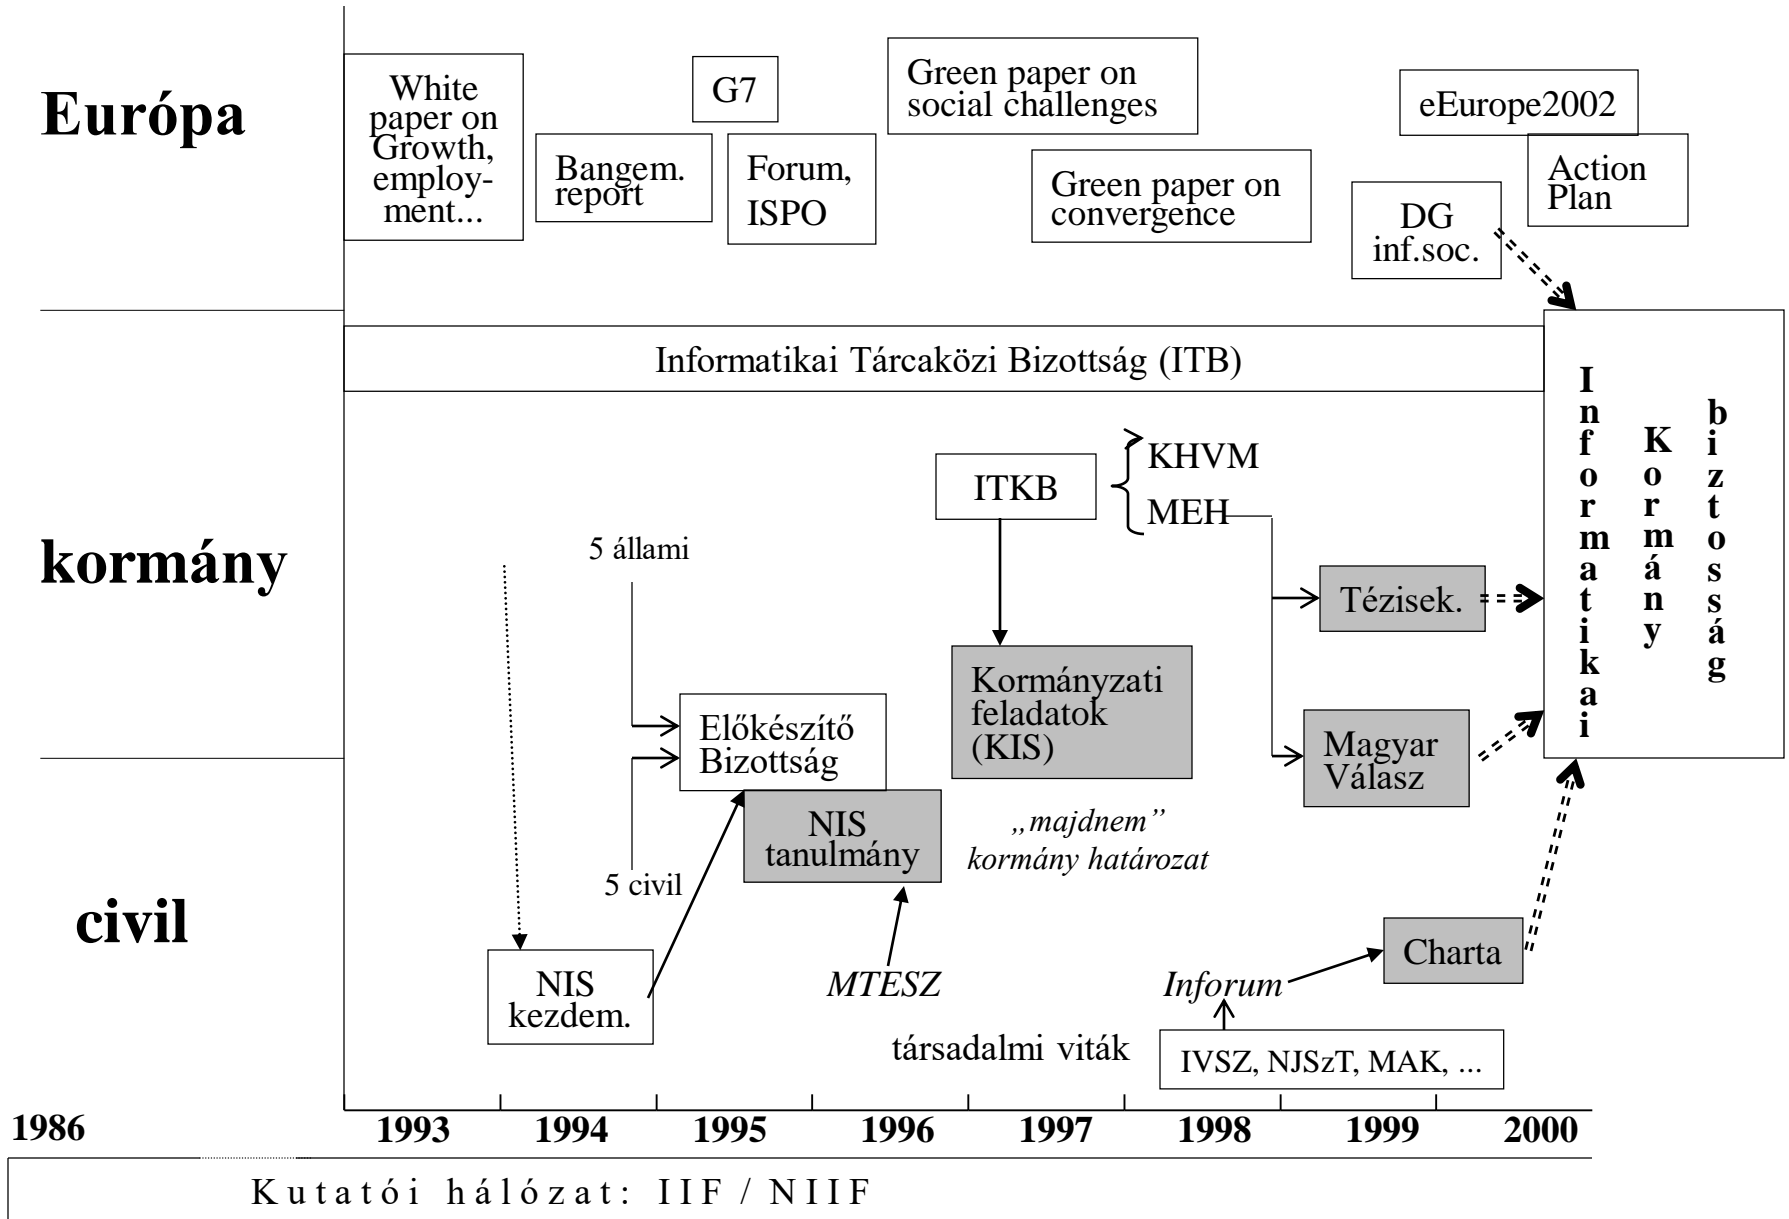 Európa
White
paper on
Growth,
employ-
ment...
Bangem.
report
G7
Forum,
ISPO
Green paper on
social challenges
Green paper on
convergence
eEurope2002
Action
Plan
DG
inf.soc.
kormány
Informatikai Tárcaközi Bizottság (ITB)
Informatikai
Kormány
biztosság
ITKB
KHVM
MEH
5 állami
Tézisek.
Kormányzati
feladatok
(KIS)
Előkészítő
Bizottság
Magyar
Válasz
NIS
tanulmány
„majdnem”
kormány határozat
5 civil
civil
Charta
NIS
kezdem.
MTESZ
Inforum
társadalmi viták
IVSZ, NJSzT, MAK, ...
1986 1993 1994 1995 1996 1997 1998 1999 2000
Kutatói hálózat: IIF / NIIF